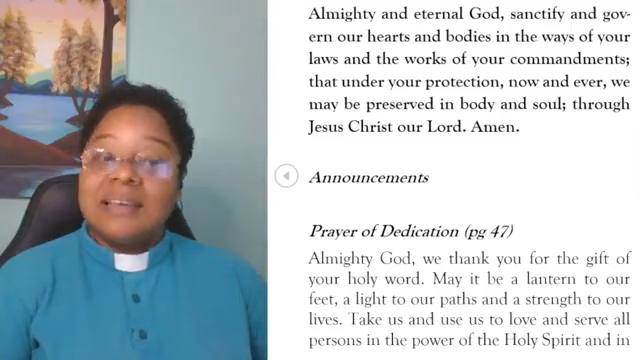 Almighty and eternal God, sanctify and gov-
ern our hearts and bodies in the ways of your
laws and the works of your commandments;
that under your protection, now and ever, we
may be preserved in body and soul; through
Jesus Christ our Lord. Amen.
Announcements
Prayer of Dedication (pg 47)
Almighty God, we thank you for the gift of
your holy word. May it be a lantern to our
feet, a light to our paths and a strength to our
lives. Take us and use us to love and serve all
persons in the power of the Holy Spirit and in